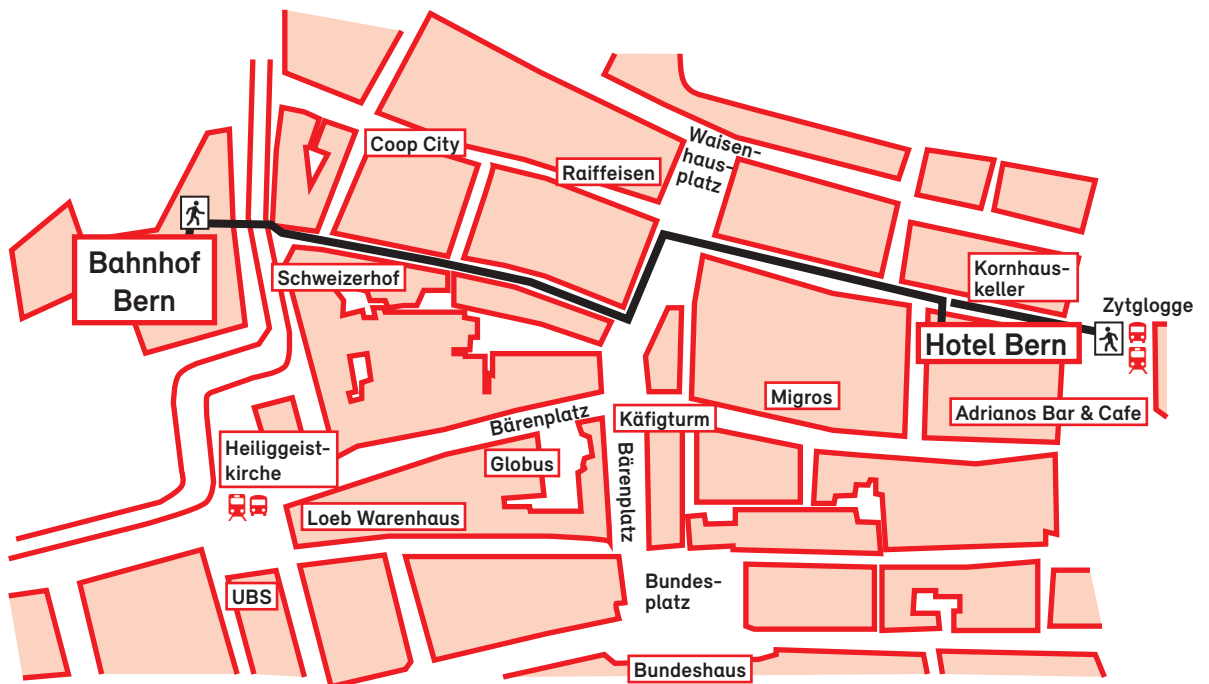 Coop City
Raiffeisen
Waisen-
haus-
platz
Bahnhof
Bern
Schweizerhof
Kornhaus-
keller
Zytglogge
Hotel Bern
Migros
Adrianos Bar & Cafe
Bärenplatz
Käfigturm
Heiliggeist-
kirche
Globus
Bärenplatz
Loeb Warenhaus
UBS
Bundes-
platz
Bundeshaus